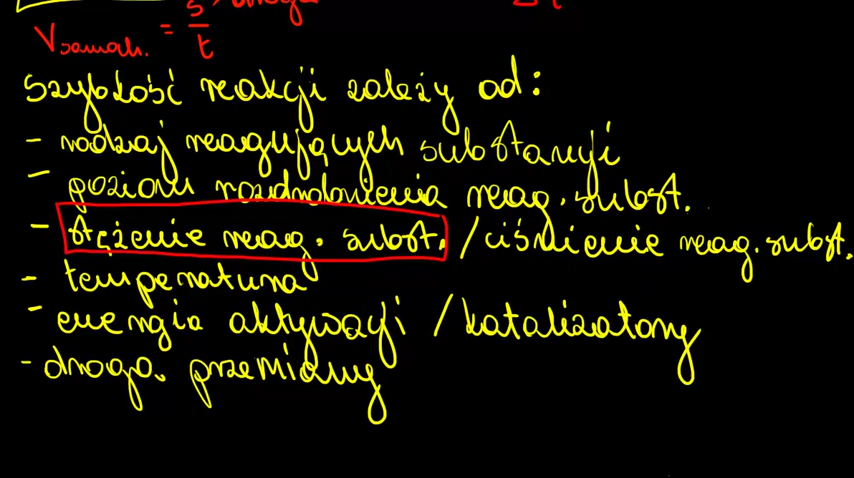 V samoch. = s/t
Szybkość reakcji zależy od:
- rodzaj reagujących substancji
- poziom rozdrobnienia reag. subst.
- stężenie reag. subst. / ciśnienie reag. subst.
- temperatura
- energia aktywacji / katalizatory
- droga przemiany